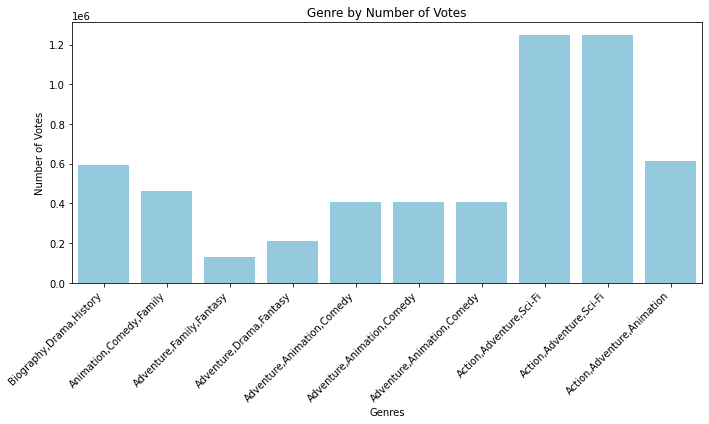 Genre by Number of Votes
1e6
1.2
1.0
0.8
0.6
0.4
0.2
0.0
Number of Votes
Biography,Drama,History
Animation,Comedy,Family
Adventure,Family,Fantasy
Adventure,Drama,Fantasy
Adventure,Animation,Comedy
Adventure,Animation,Comedy
Adventure,Animation,Comedy
Action,Adventure,Sci-Fi
Action,Adventure,Sci-Fi
Action,Adventure,Animation
Genres